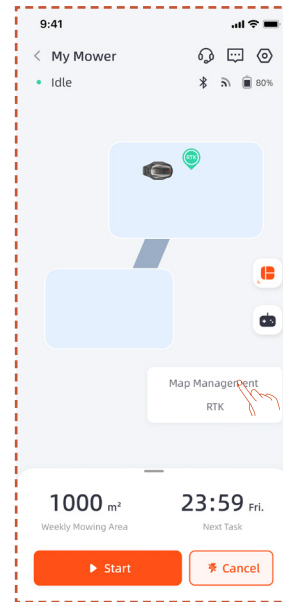 9:41
My Mower
Idle
80%
RTK
Map Management
RTK
1000 m²
23:59 Fri.
Weekly Mowing Area
Next Task
Start
Cancel